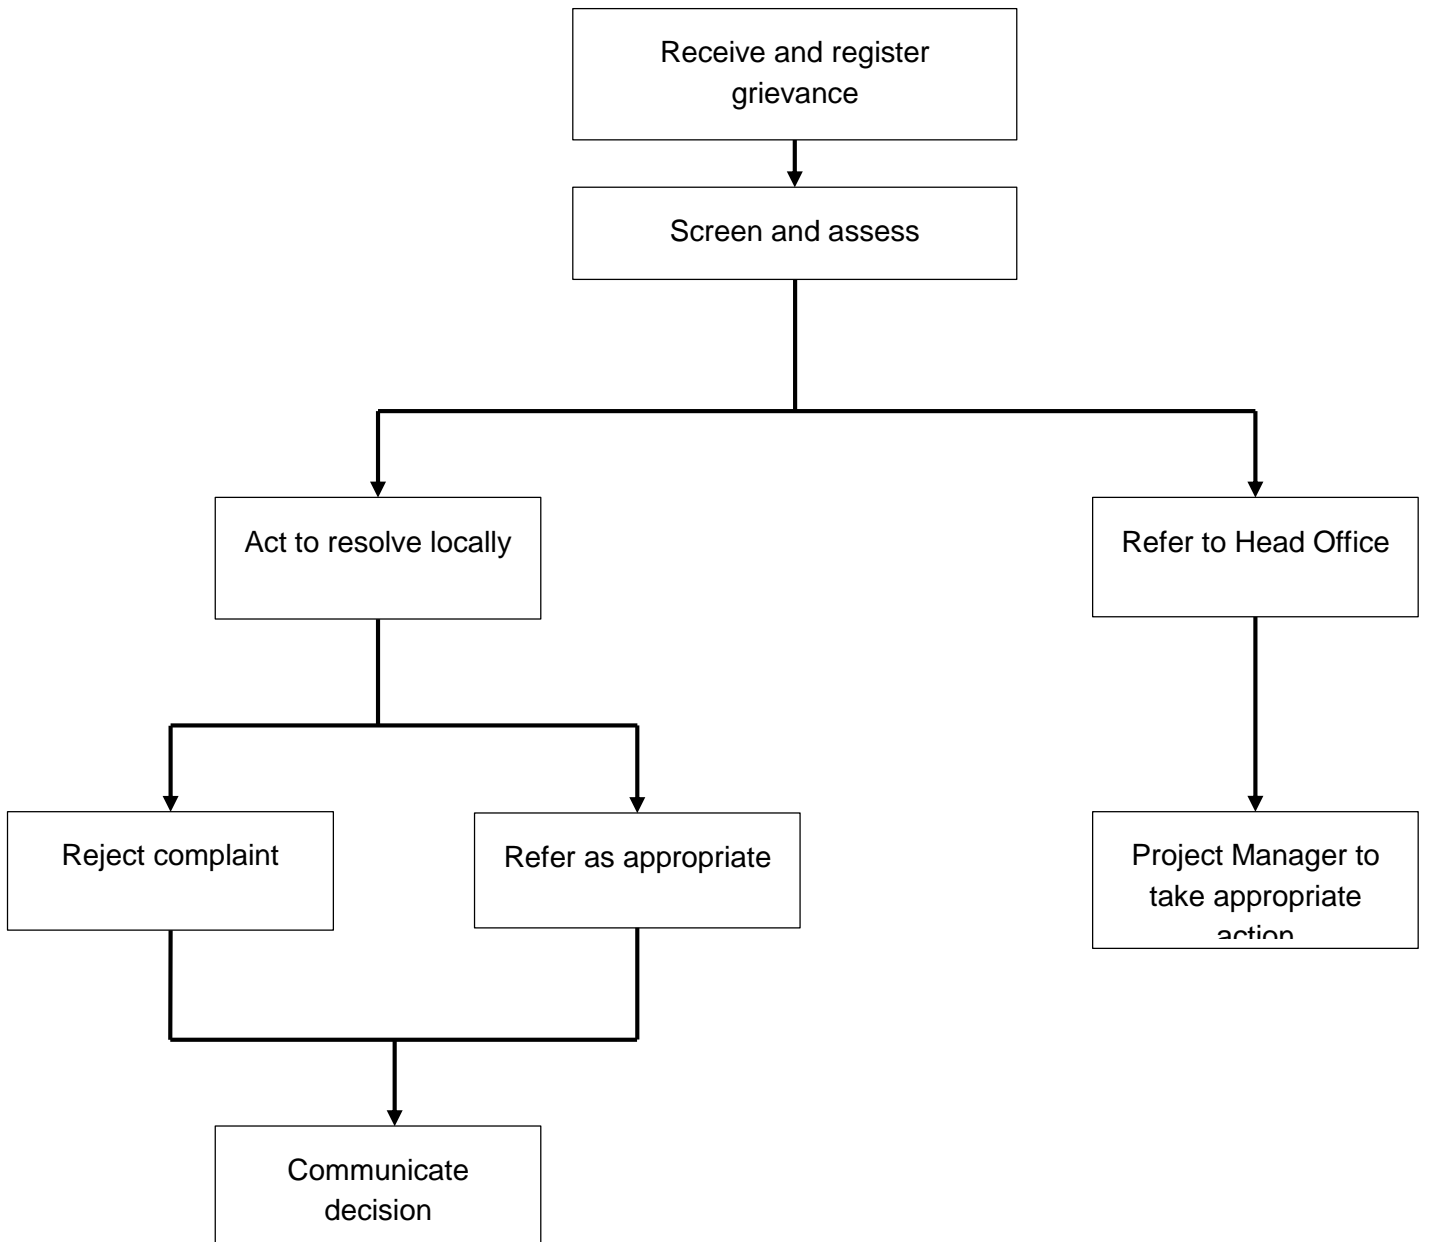 Receive and register
grievance
Screen and assess
Act to resolve locally
Refer to Head Office
Reject complaint
Refer as appropriate
Project Manager to
take appropriate
action
Communicate
decision